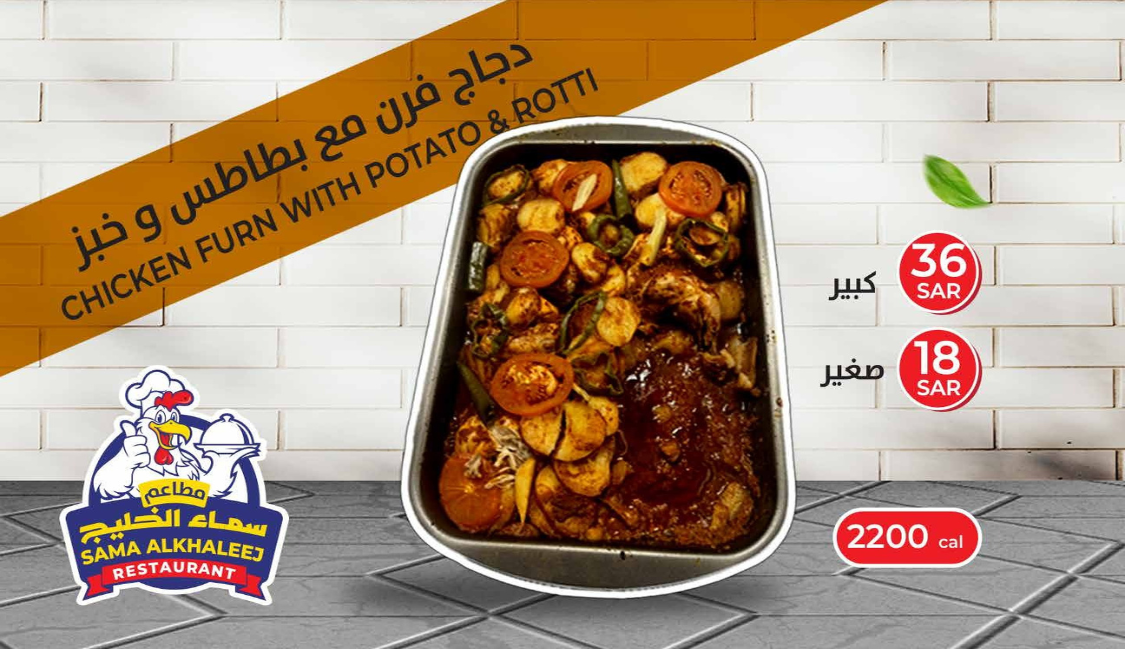 دجاج فرن مع بطاطس و خبز
CHICKEN FURN WITH POTATO & ROTTI
كبير
36
SAR
صغير
18
SAR
مطاعم
سماء الخليج
SAMA ALKHALEEJ
RESTAURANT
2200 cal